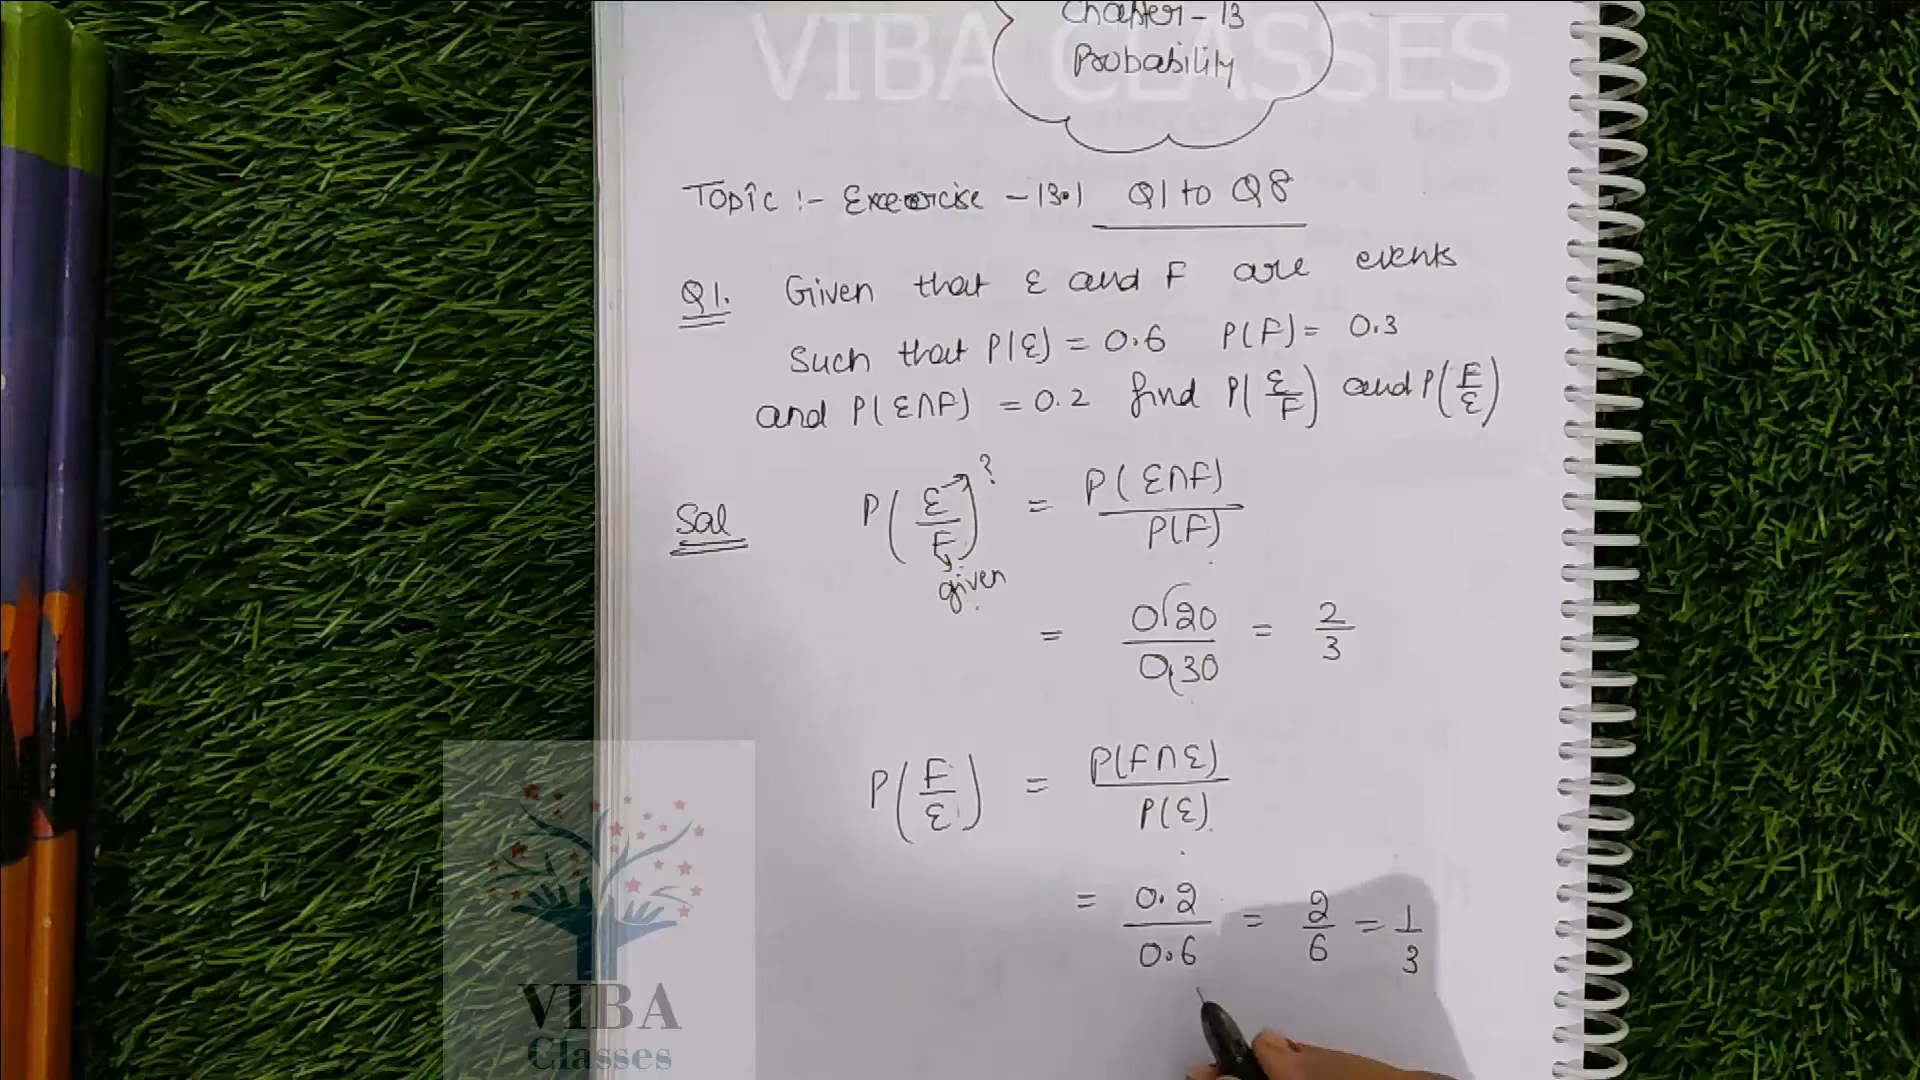 VIBA CLASSES
Chapter - 13
Probability
Topic :- Exercise - 13.1 Q1 to Q8
Q1. Given that E and F are events
Such that P(E) = 0.6 P(F) = 0.3
and P(E∩F) = 0.2 find P(E/F) and P(F/E)
Sol P(E/F) ? = P(E∩F)/P(F)
given
= 0.20/0.30 = 2/3
P(F/E) = P(F∩E)/P(E)
= 0.2/0.6 = 2/6 = 1/3
VIBA
Classes